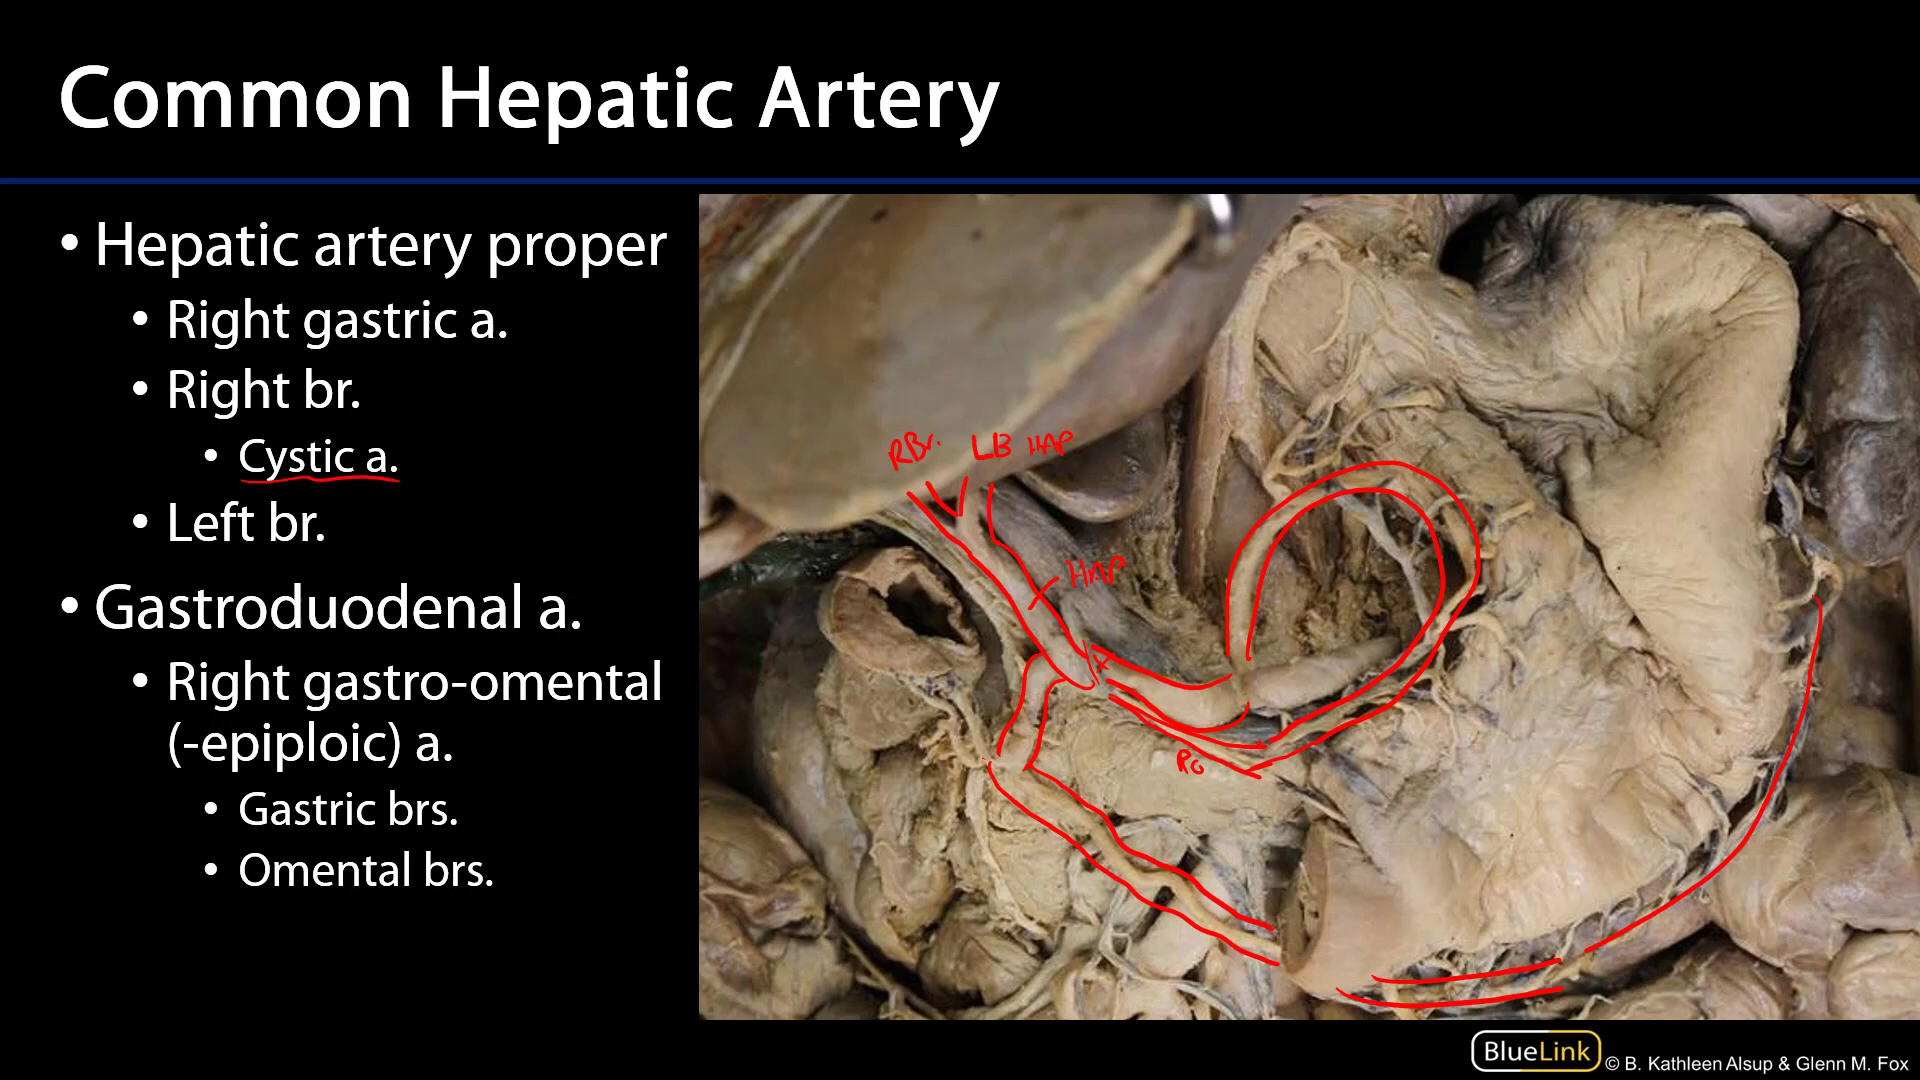 Common Hepatic Artery
• Hepatic artery proper
• Right gastric a.
• Right br.
• Cystic a.
• Left br.
• Gastroduodenal a.
• Right gastro-omental
(-epiploic) a.
• Gastric brs.
• Omental brs.
RBr. LB HAP
HAP
RG
BlueLink © B. Kathleen Alsup & Glenn M. Fox